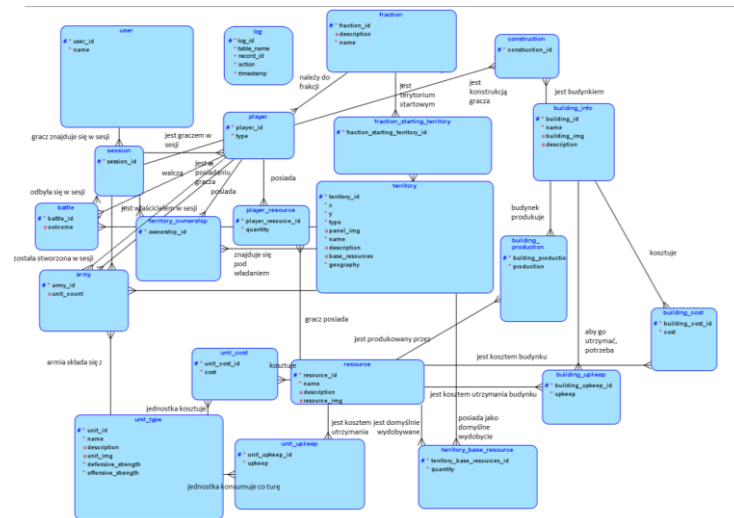 user
# * user_id
* name
log
# * log_id
* table_name
* record_id
* action
* timestamp
fraction
# * fraction_id
o description
* name
construction
# * construction_id
należy do
frakcji
jest
terytorium
startowym
jest
konstrukcją
gracza
jest budynkiem
player
# * player_id
* type
fraction_starting_territory
# * fraction_starting_territory_id
building_info
# * building_id
* name
o building_img
o description
gracz znajduje się w sesji
jest graczem w
sesji
session
# * session_id
walczą
jest w
posiadaniu
gracza
posiada
posiada
territory
# * territory_id
* x
* y
* type
* panel_img
* name
o description
o base_resources
* geography
odbyła się w sesji
jest właścicielem w sesji
battle
# * battle_id
o outcome
territory_ownership
# * ownership_id
player_resource
# * player_resource_id
* quantity
budynek
produkuje
building_
production
# * bulding_productio
* production
kosztuje
została stworzona w sesji
znajduje się
pod
władaniem
army
# * army_id
o unit_count
gracz posiada
building_cost
# * building_cost_id
* cost
jest produkowany przez
aby go
utrzymać,
potrzeba
armia składa się z
unit_cost
# * unit_cost_id
* cost
kosztuje
resource
# * resource_id
* name
o description
o resource_img
jest kosztem budynku
building_upkeep
# * building_upkeep_id
* upkeep
jest kosztem utrzymania budynku
jednostka kosztuje
unit_type
# * unit_id
* name
o description
o unit_img
* defensive_strength
* offensive_strength
unit_upkeep
# * unit_upkeep_id
* upkeep
jest kosztem
utrzymania
jest domyślnie
wydobywane
posiada jako
domyślne
wydobycie
territory_base_resource
# * territory_base_resources_id
* quantity
jednostka konsumuje co turę